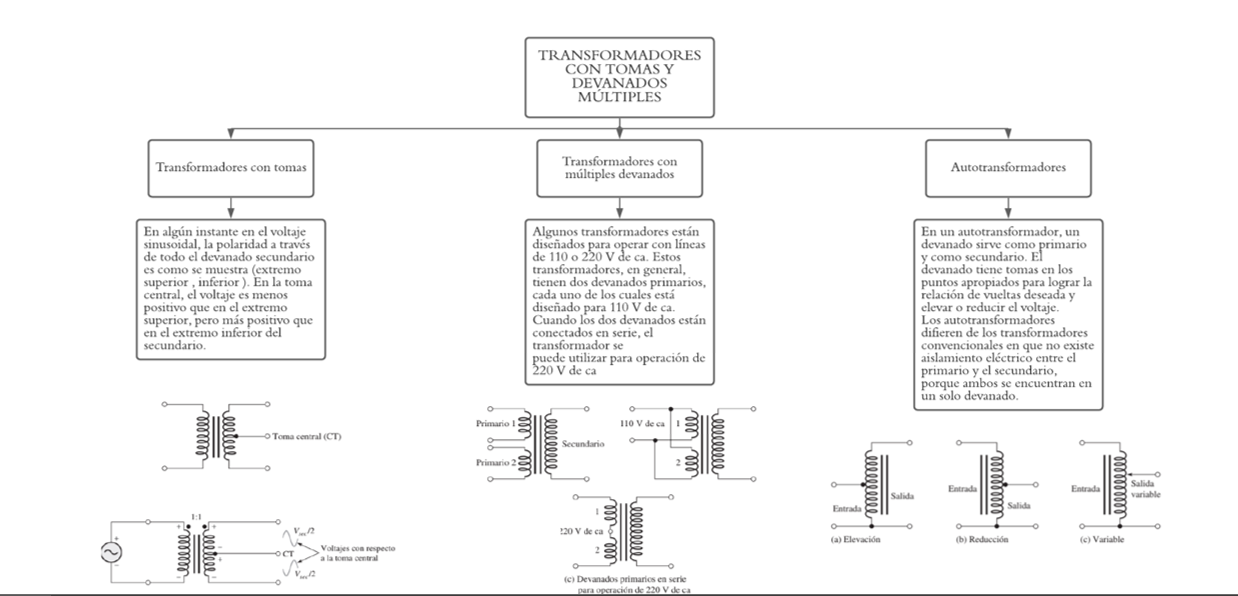 TRANSFORMADORES
CON TOMAS Y
DEVANADOS
MÚLTIPLES
Transformadores con tomas
Transformadores con
múltiples devanados
Autotransformadores
En algún instante en el voltaje
sinusoidal, la polaridad a través
de todo el devanado secundario
es como se muestra (extremo
superior , inferior ). En la toma
central, el voltaje es menos
positivo que en el extremo
superior, pero más positivo que
en el extremo inferior del
secundario.
Algunos transformadores están
diseñados para operar con líneas
de 110 o 220 V de ca. Estos
transformadores, en general,
tienen dos devanados primarios,
cada uno de los cuales está
diseñado para 110 V de ca.
Cuando los dos devanados están
conectados en serie, el
transformador se
puede utilizar para operación de
220 V de ca
En un autotransformador, un
devanado sirve como primario
y como secundario. El
devanado tiene tomas en los
puntos apropiados para lograr la
relación de vueltas deseada y
elevar o reducir el voltaje.
Los autotransformadores
difieren de los transformadores
convencionales en que no existe
aislamiento eléctrico entre el
primario y el secundario,
porque ambos se encuentran en
un solo devanado.
Toma central (CT)
1:1
+
−
+ +
− +
− −
Vsec/2
CT
Vsec/2
Voltajes con respecto
a la toma central
Primario 1
Primario 2
Secundario
110 V de ca
1
2
220 V de ca
1
2
(c) Devanados primarios en serie
para operación de 220 V de ca
Entrada
Salida
(a) Elevación
Entrada
Salida
(b) Reducción
Entrada
Salida
variable
(c) Variable